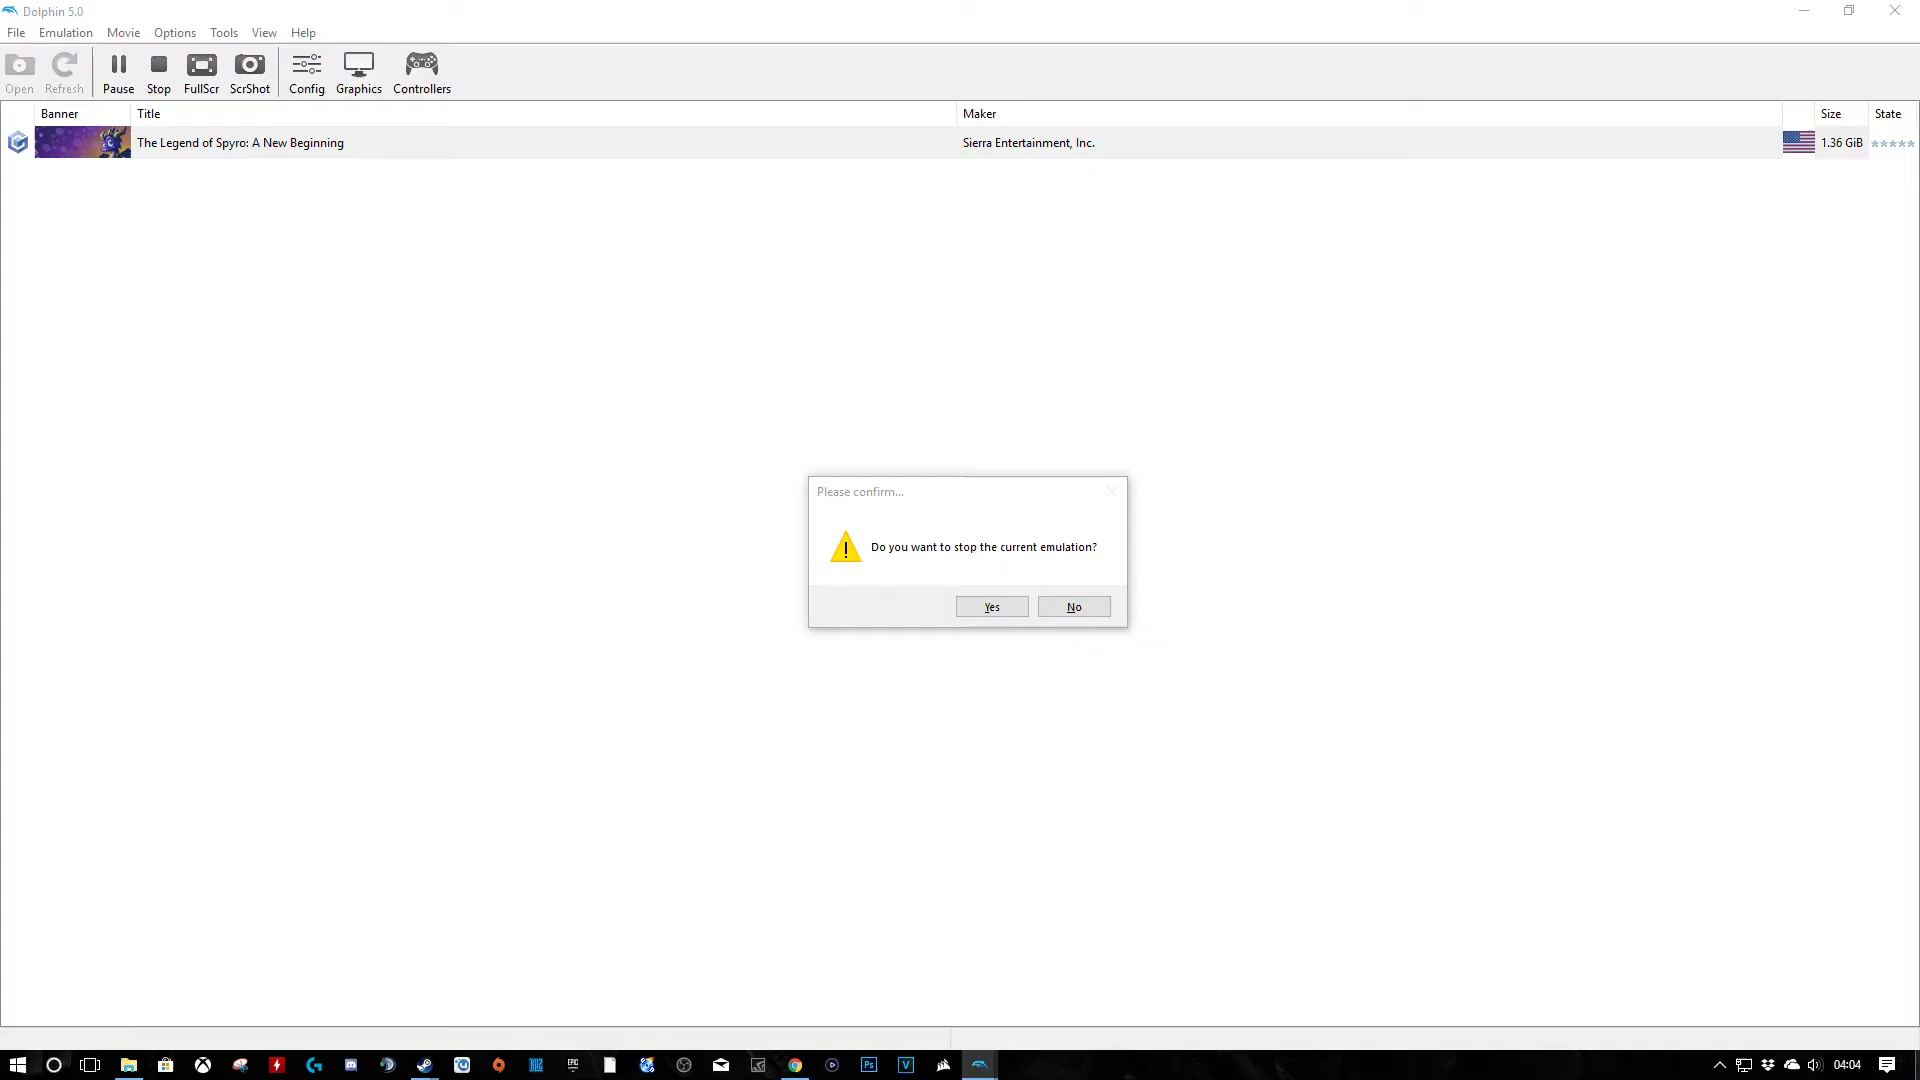 Dolphin 5.0
File Emulation Movie Options Tools View Help
Open Refresh Pause Stop FullScr ScrShot Config Graphics Controllers
Banner Title Maker Size State
The Legend of Spyro: A New Beginning Sierra Entertainment, Inc. 1.36 GiB
Please confirm...
Do you want to stop the current emulation?
Yes No
EPIC Ps V 04:04